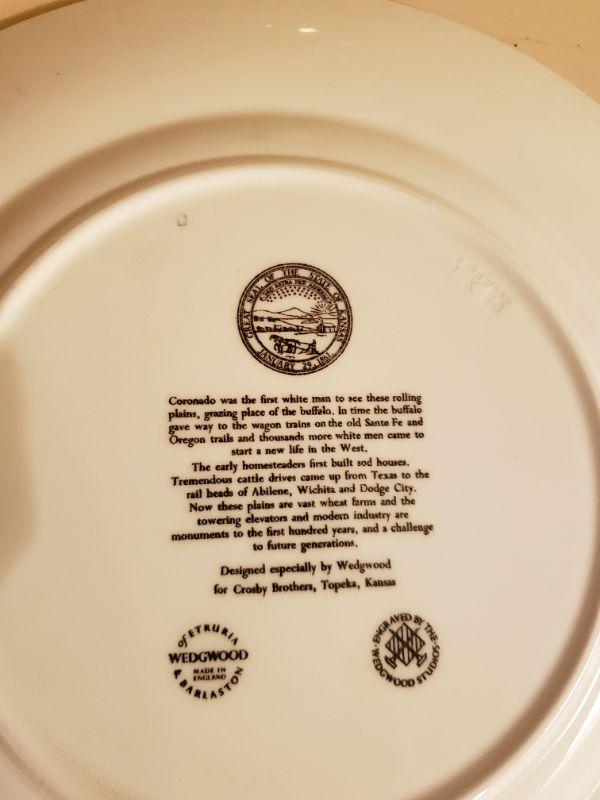 GREAT SEAL OF THE STATE OF KANSAS
AD ASTRA PER ASPERA
JANUARY 29, 1861
Coronado was the first white man to see these rolling
plains, grazing place of the buffalo. In time the buffalo
gave way to the wagon trains on the old Santa Fe and
Oregon trails and thousands more white men came to
start a new life in the West.
The early homesteaders first built sod houses.
Tremendous cattle drives came up from Texas to the
rail heads of Abilene, Wichita and Dodge City.
Now these plains are vast wheat farms and the
towering elevators and modern industry are
monuments to the first hundred years, and a challenge
to future generations.
Designed especially by Wedgwood
for Crosby Brothers, Topeka, Kansas
of ETRURIA
WEDGWOOD
MADE IN
ENGLAND
& BARLASTON
ENGRAVED BY THE
WEDGWOOD STUDIOS